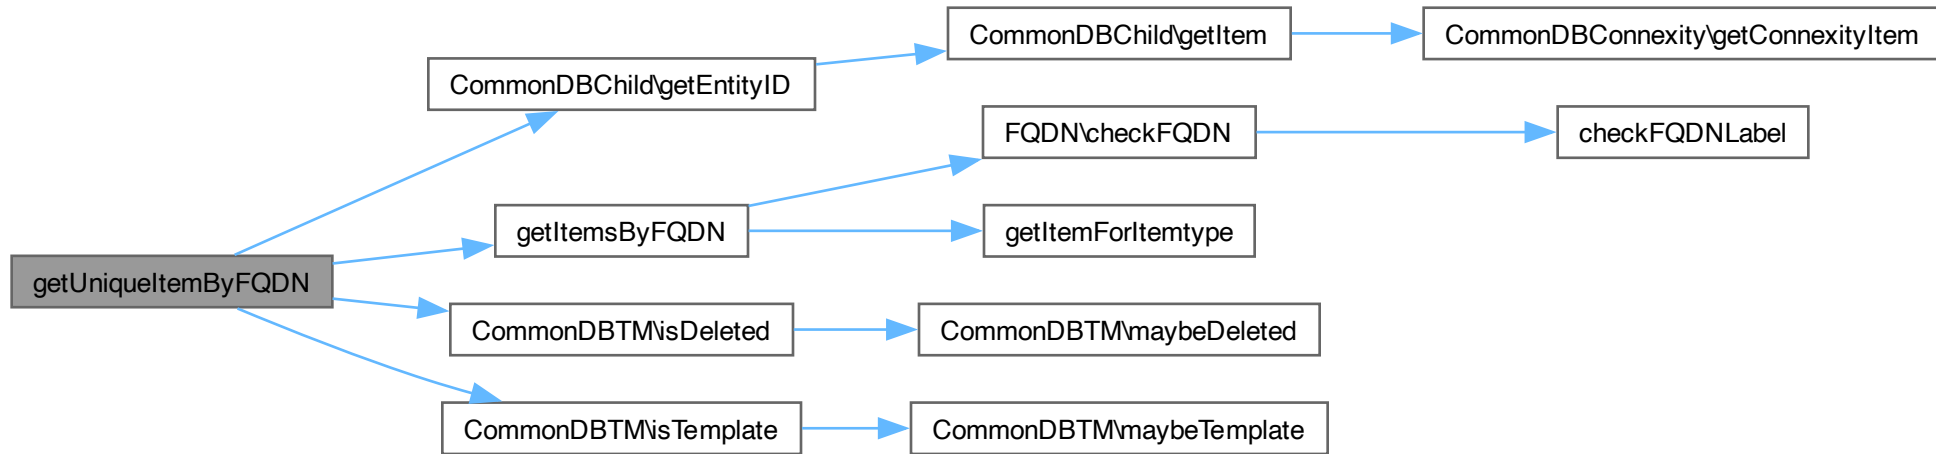 getUniqueItemByFQDN
CommonDBChild\getEntityID
CommonDBChild\getItem
CommonDBConnexity\getConnexityItem
getItemsByFQDN
FQDN\checkFQDN
checkFQDNLabel
getItemForItemtype
CommonDBTM\isDeleted
CommonDBTM\maybeDeleted
CommonDBTM\isTemplate
CommonDBTM\maybeTemplate